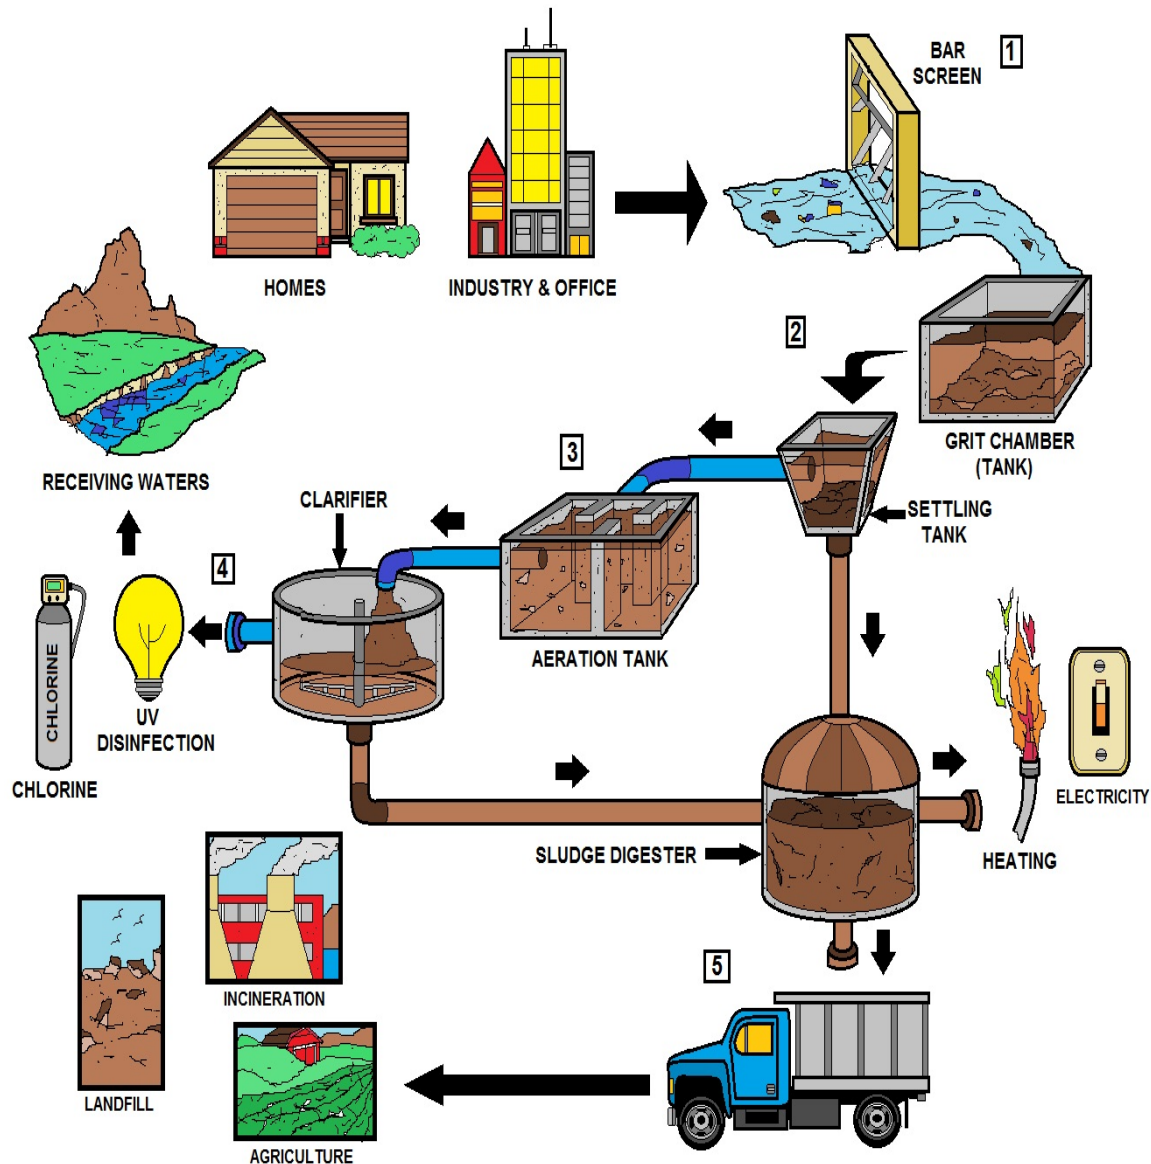 BAR
SCREEN
1
HOMES
INDUSTRY & OFFICE
2
GRIT CHAMBER
(TANK)
RECEIVING WATERS
3
CLARIFIER
SETTLING
TANK
4
AERATION TANK
CHLORINE
UV
DISINFECTION
CHLORINE
ELECTRICITY
HEATING
SLUDGE DIGESTER
5
INCINERATION
LANDFILL
AGRICULTURE